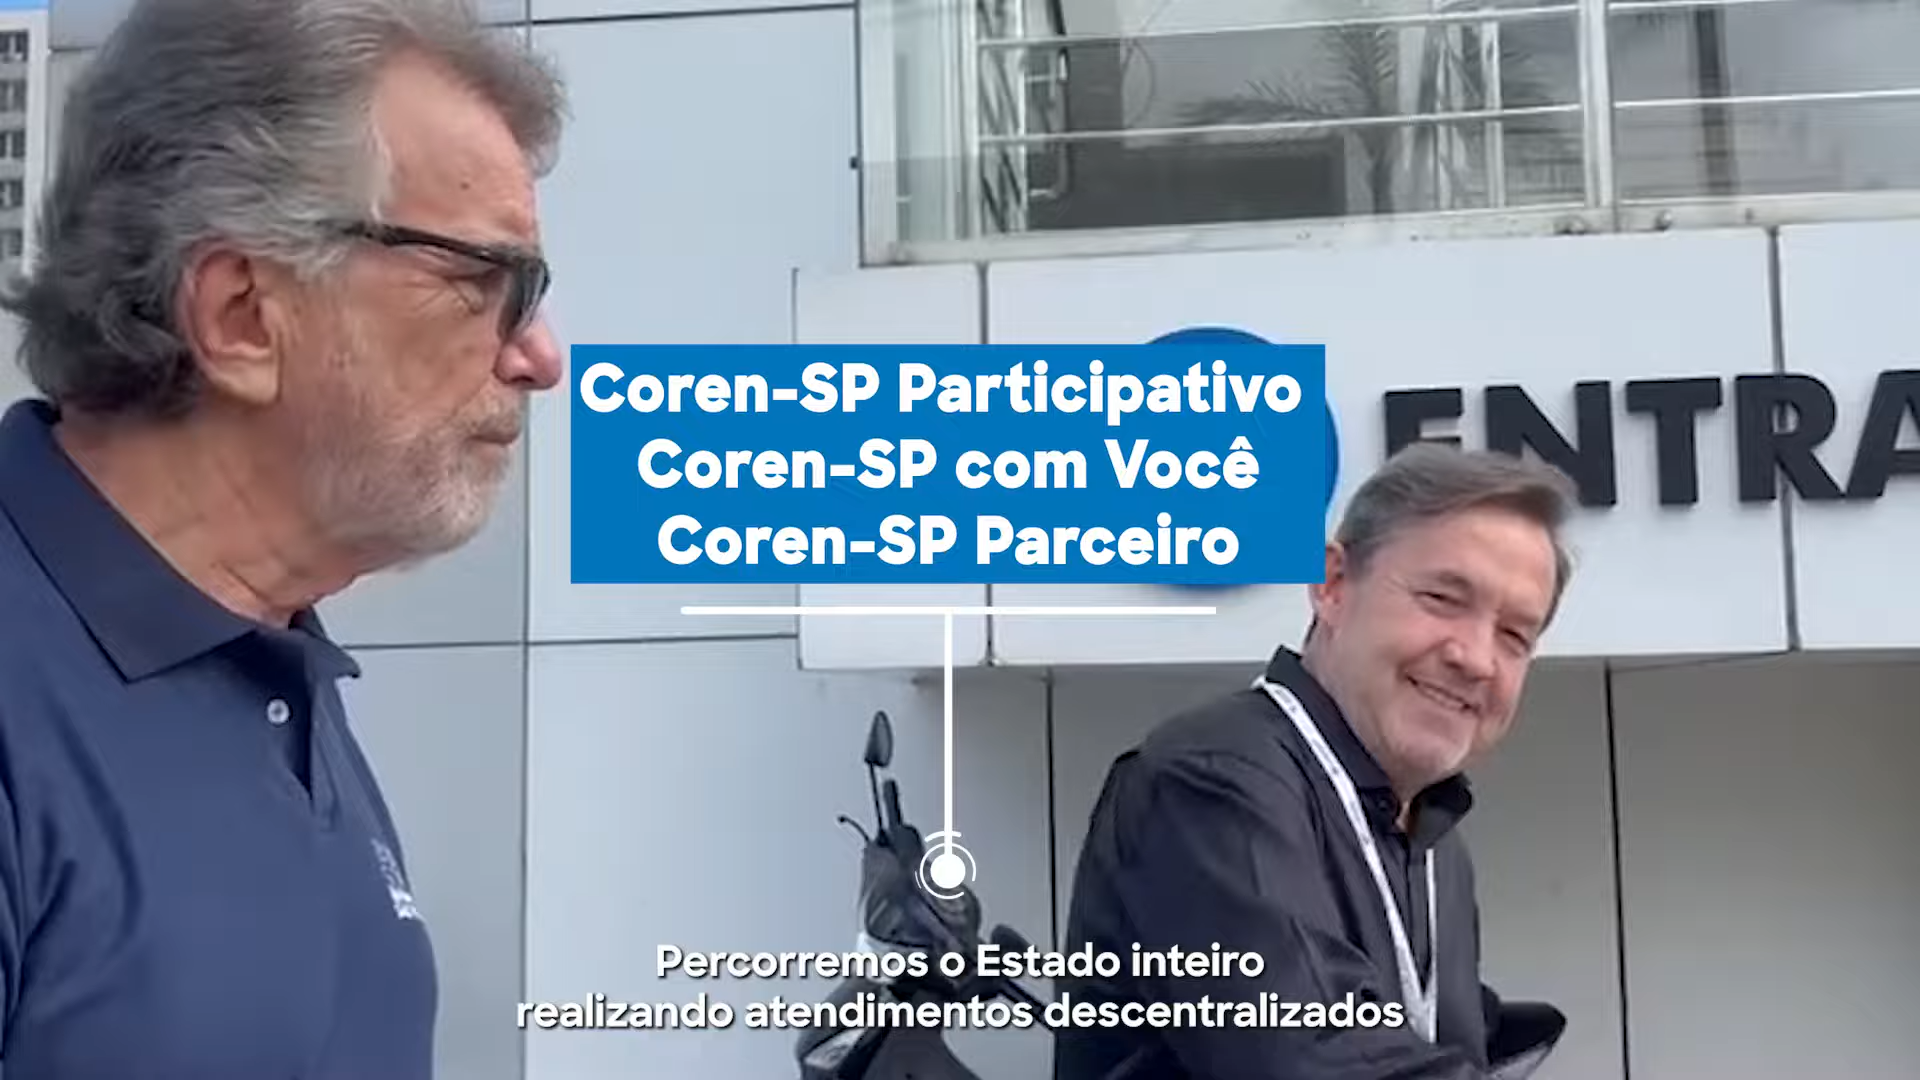 Coren-SP Participativo
Coren-SP com Você
Coren-SP Parceiro
ENTRA
Percorremos o Estado inteiro
realizando atendimentos descentralizados